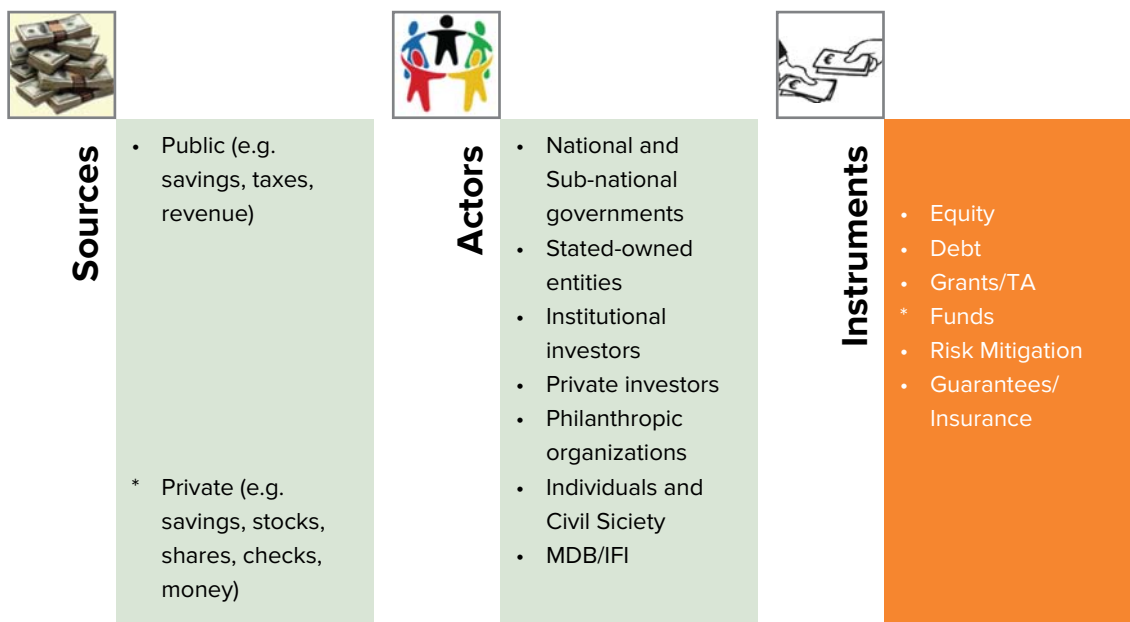 Sources
• Public (e.g.
savings, taxes,
revenue)
* Private (e.g.
savings, stocks,
shares, checks,
money)
Actors
• National and
Sub-national
governments
• Stated-owned
entities
• Institutional
investors
• Private investors
• Philanthropic
organizations
• Individuals and
Civil Siciety
• MDB/IFI
Instruments
• Equity
• Debt
• Grants/TA
* Funds
• Risk Mitigation
• Guarantees/
Insurance